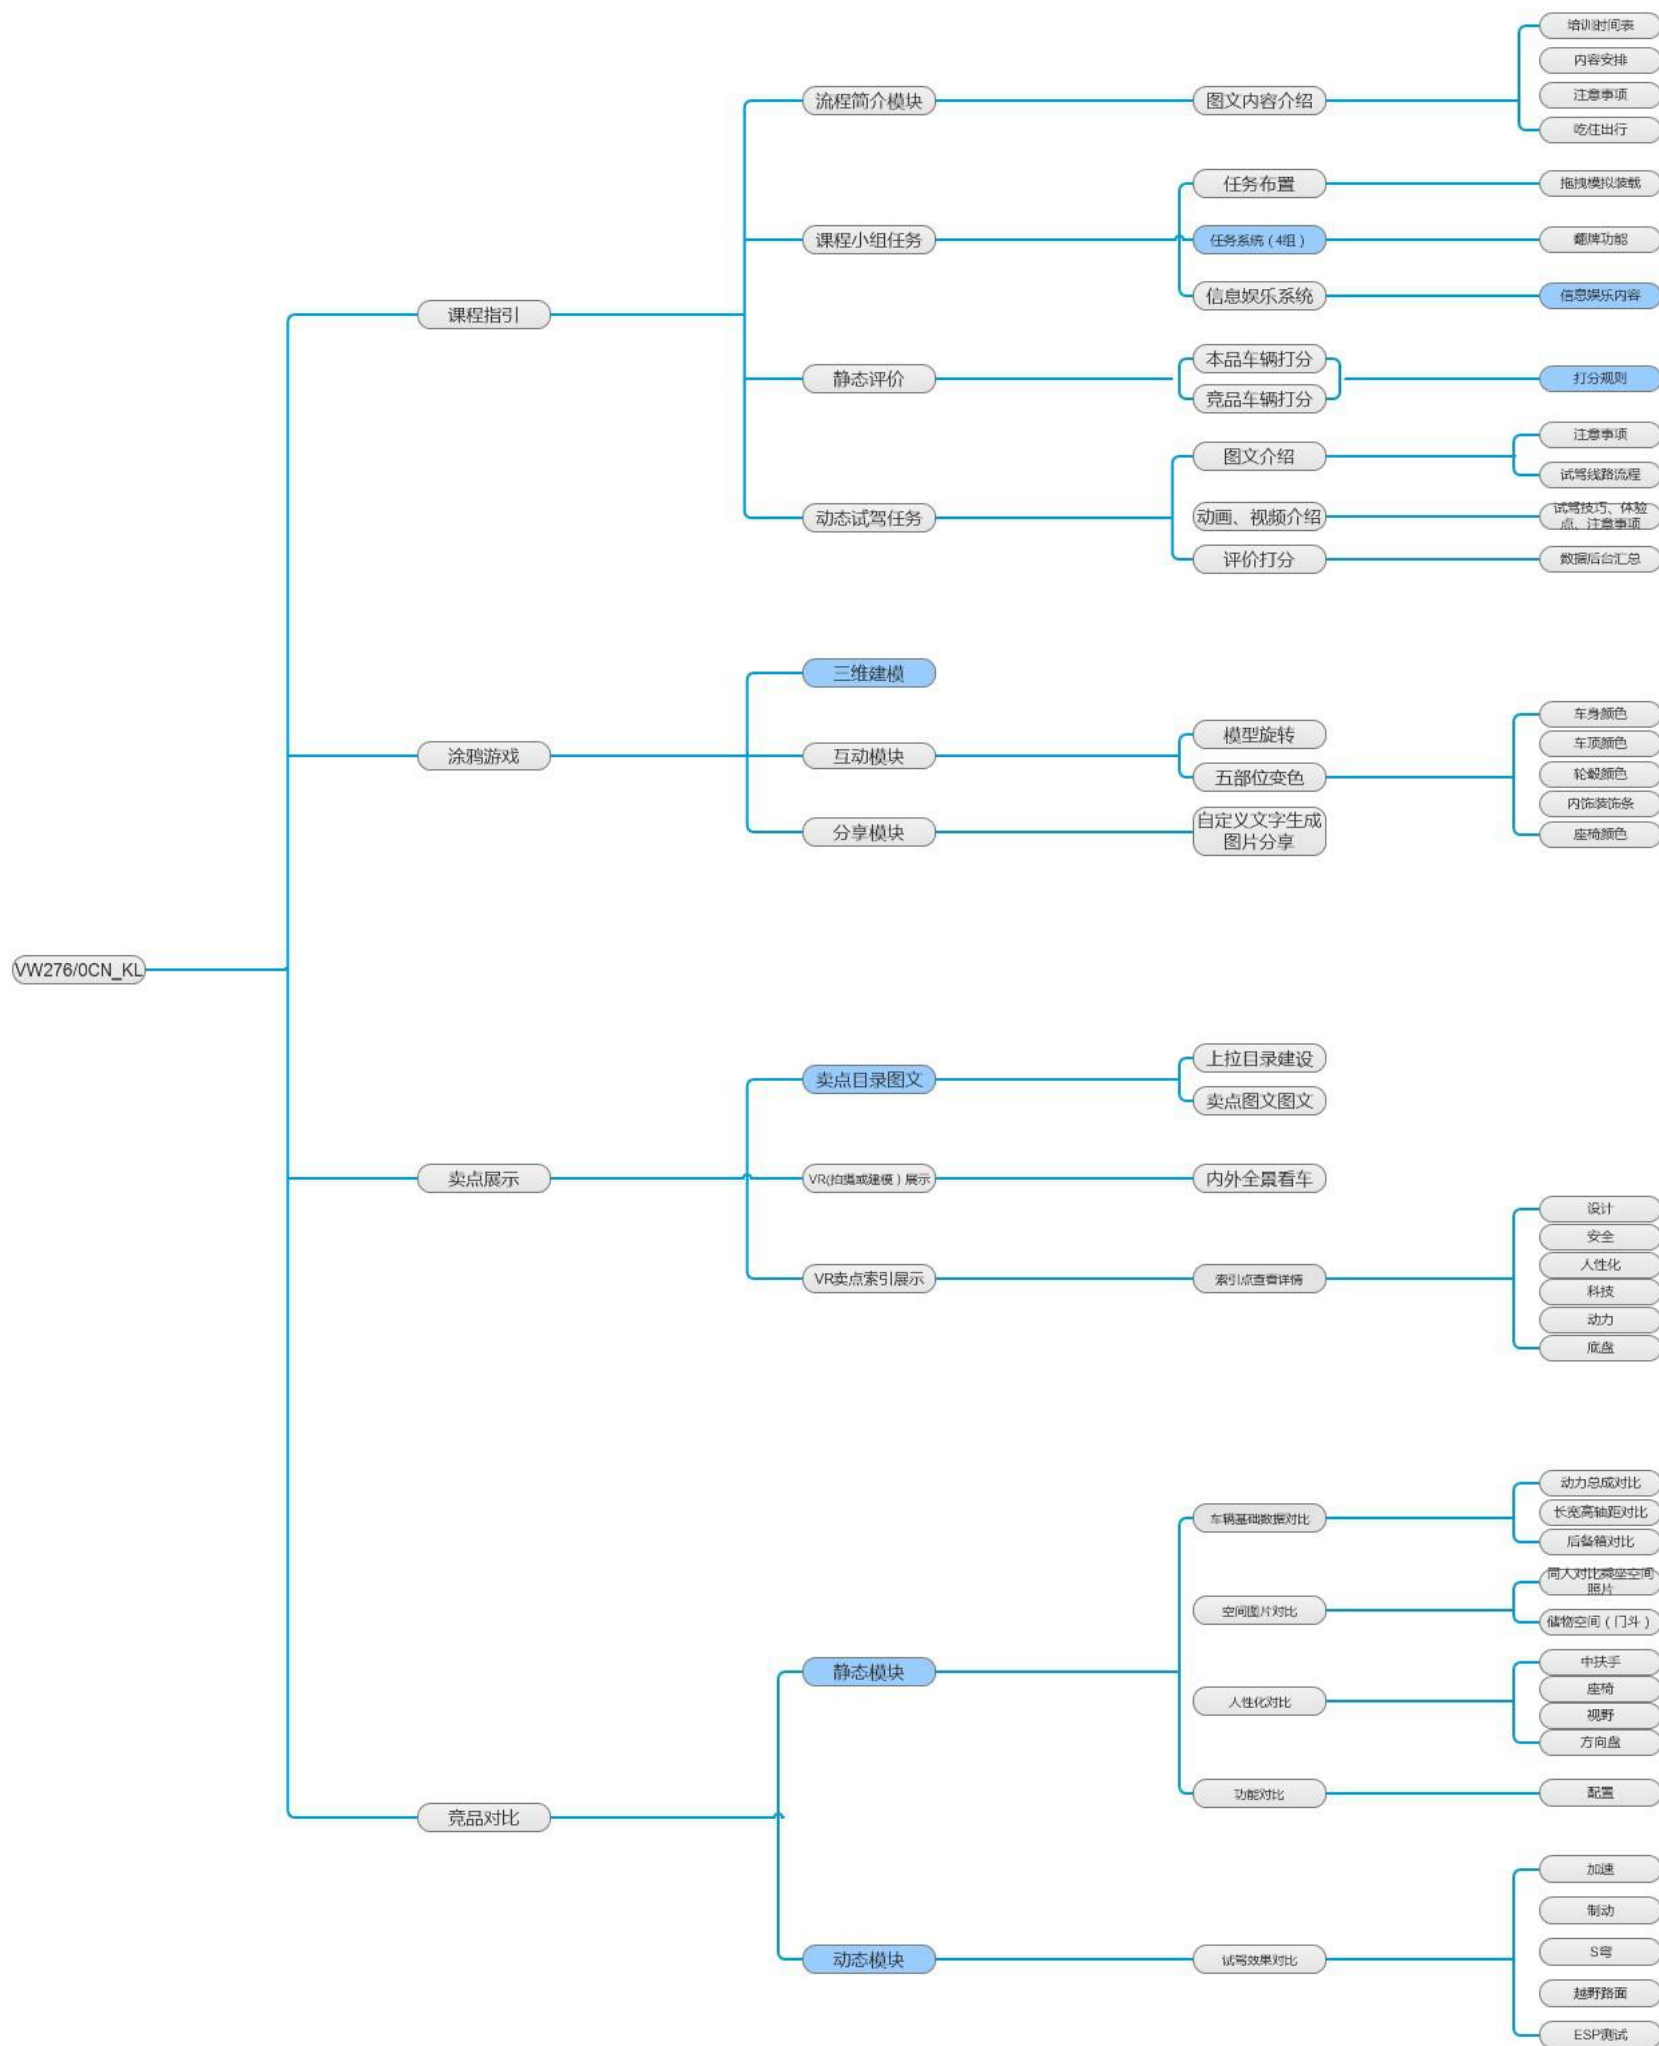 VW276/0CN_KL
课程指引
流程简介模块
图文内容介绍
培训时间表
内容安排
注意事项
吃住出行
课程小组任务
任务布置
拖拽模拟装载
任务系统（4组）
翻牌功能
信息娱乐系统
信息娱乐内容
静态评价
本品车辆打分
竞品车辆打分
打分规则
动态试驾任务
图文介绍
注意事项
试驾线路流程
动画、视频介绍
试驾技巧、体验
点、注意事项
评价打分
数据后台汇总
涂鸦游戏
三维建模
互动模块
模型旋转
五部位变色
车身颜色
车顶颜色
轮毂颜色
内饰装饰条
座椅颜色
分享模块
自定义文字生成
图片分享
卖点展示
卖点目录图文
上拉目录建设
卖点图文图文
VR(拍摄或建模）展示
内外全景看车
VR卖点索引展示
索引点查看详情
设计
安全
人性化
科技
动力
底盘
竞品对比
静态模块
车辆基础数据对比
动力总成对比
长宽高轴距对比
后备箱对比
空间图片对比
同人对比乘坐空间
照片
储物空间（门斗）
人性化对比
中扶手
座椅
视野
方向盘
功能对比
配置
动态模块
试驾效果对比
加速
制动
S弯
越野路面
ESP测试